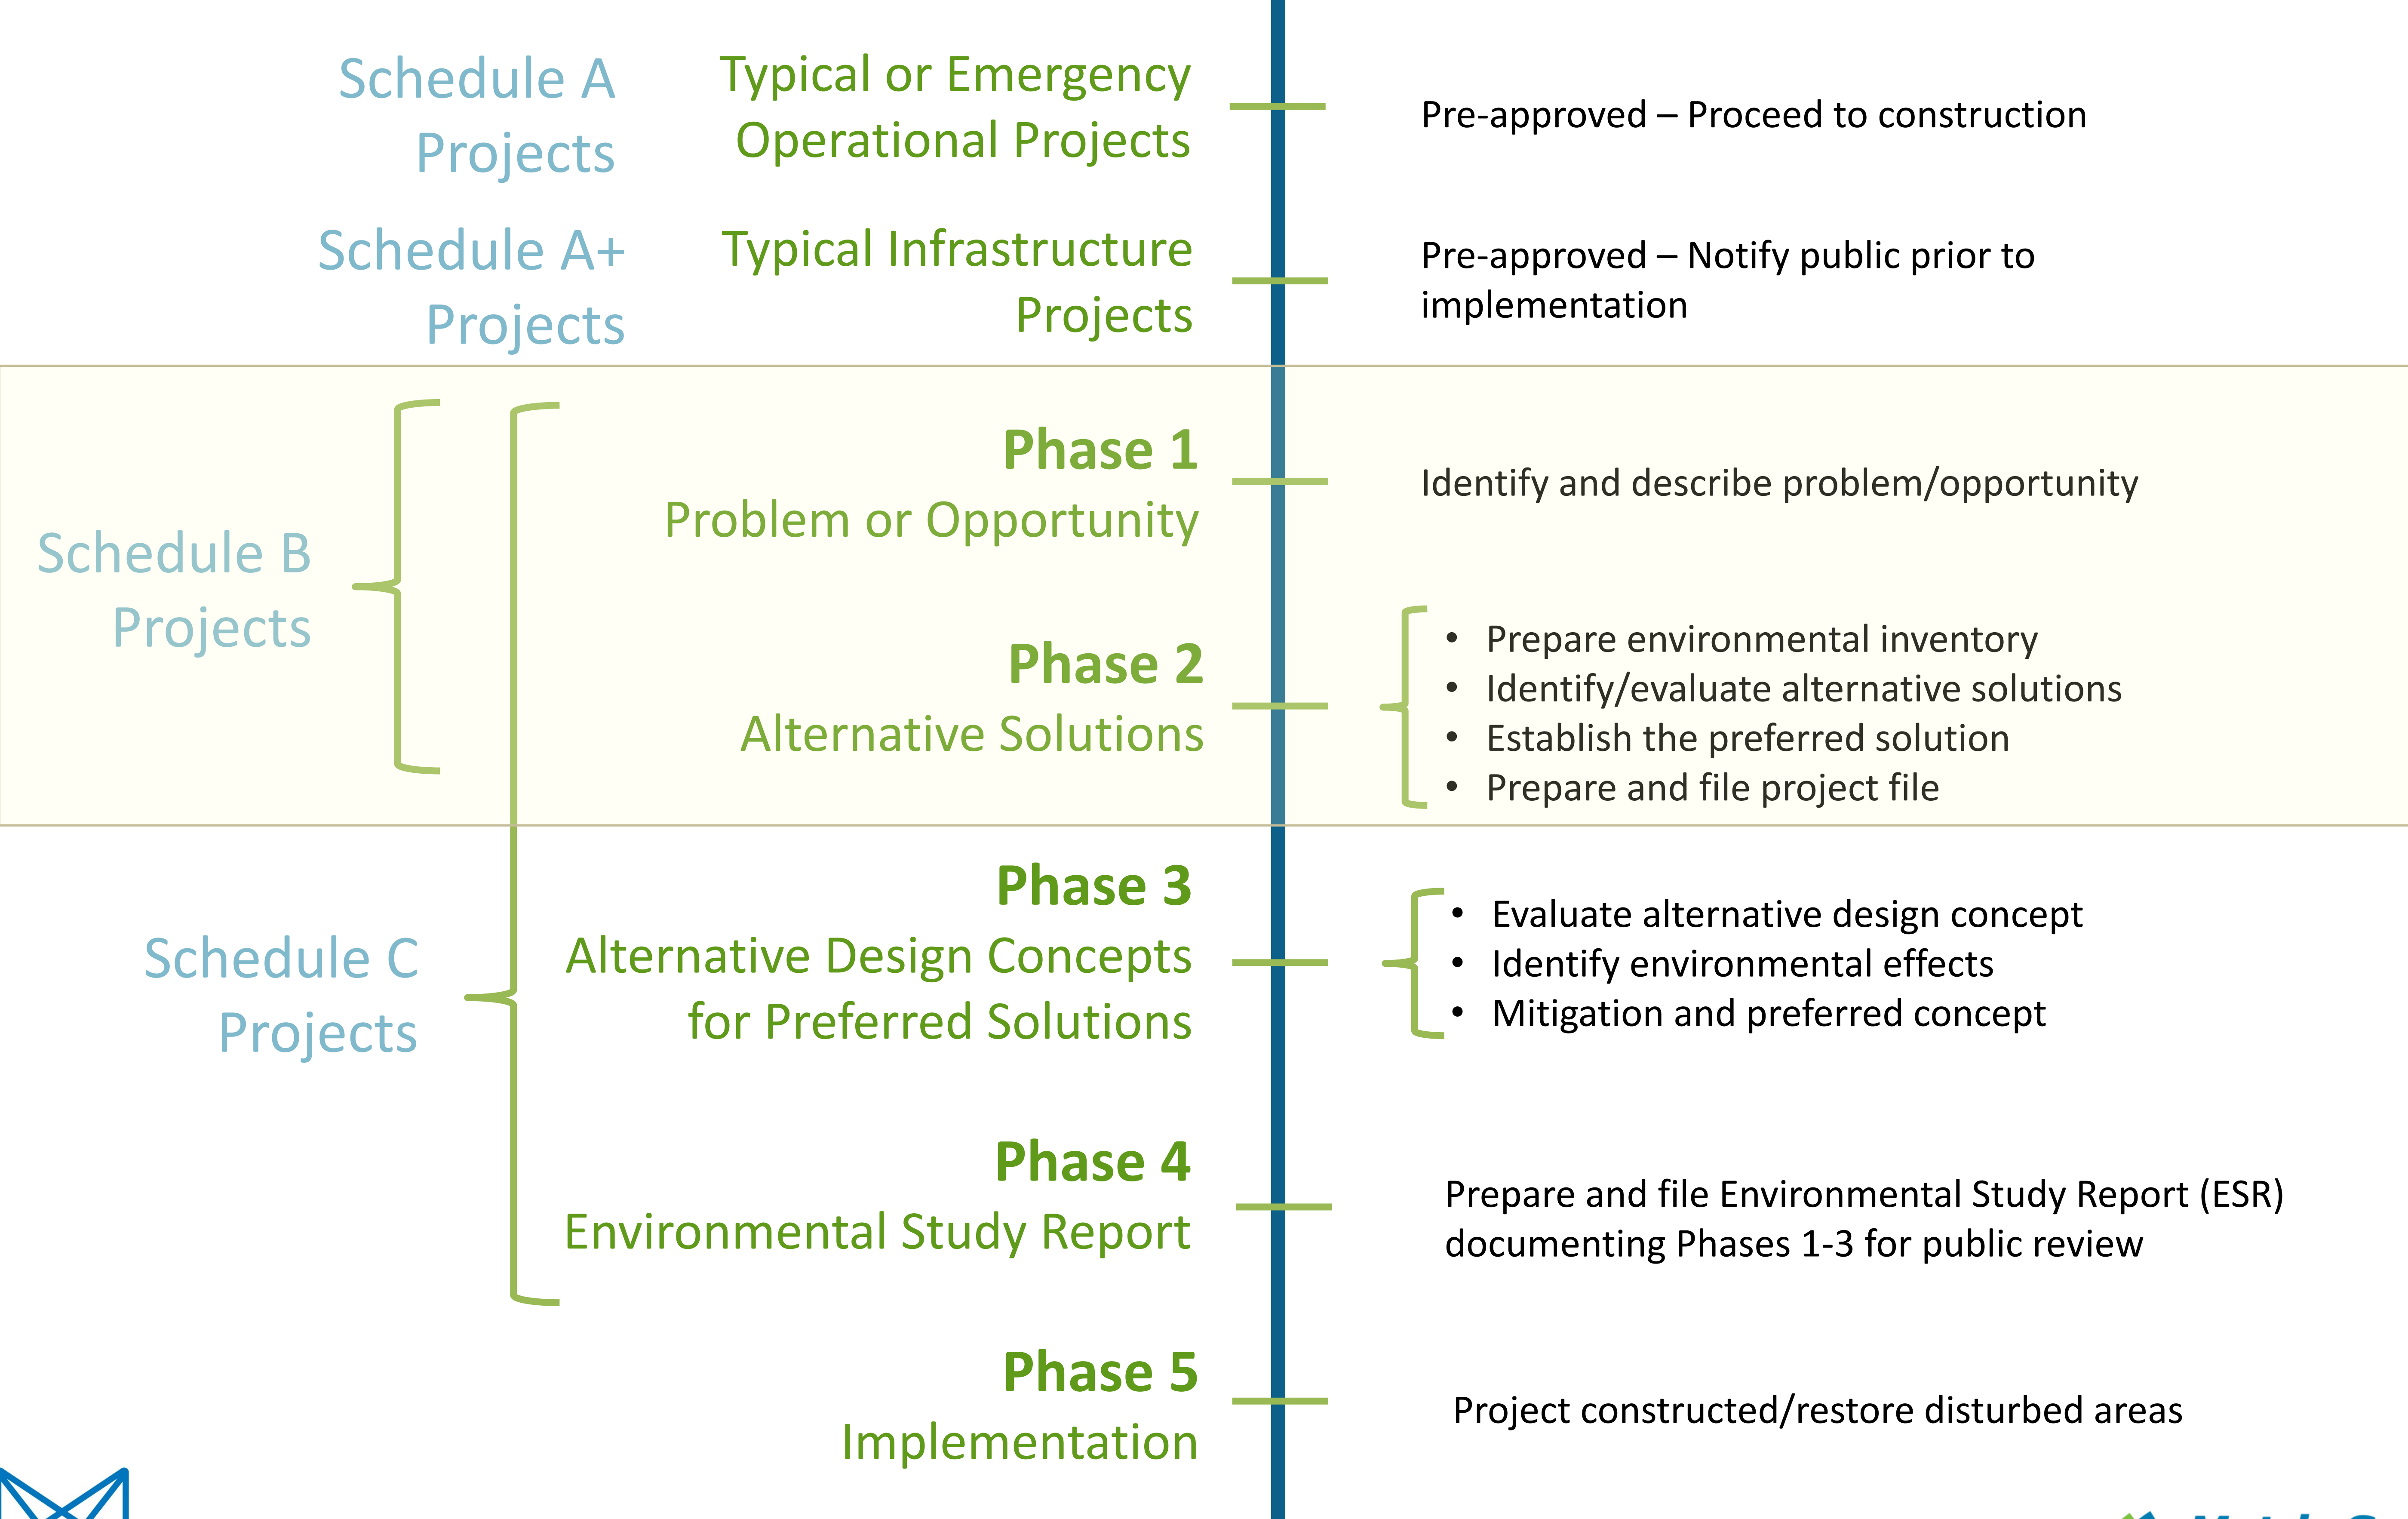 Schedule A
Projects
Typical or Emergency
Operational Projects
Pre-approved – Proceed to construction
Schedule A+
Projects
Typical Infrastructure
Projects
Pre-approved – Notify public prior to
implementation
Schedule B
Projects
Phase 1
Problem or Opportunity
Identify and describe problem/opportunity
Phase 2
Alternative Solutions
• Prepare environmental inventory
• Identify/evaluate alternative solutions
• Establish the preferred solution
• Prepare and file project file
Schedule C
Projects
Phase 3
Alternative Design Concepts
for Preferred Solutions
• Evaluate alternative design concept
• Identify environmental effects
• Mitigation and preferred concept
Phase 4
Environmental Study Report
Prepare and file Environmental Study Report (ESR)
documenting Phases 1-3 for public review
Phase 5
Implementation
Project constructed/restore disturbed areas